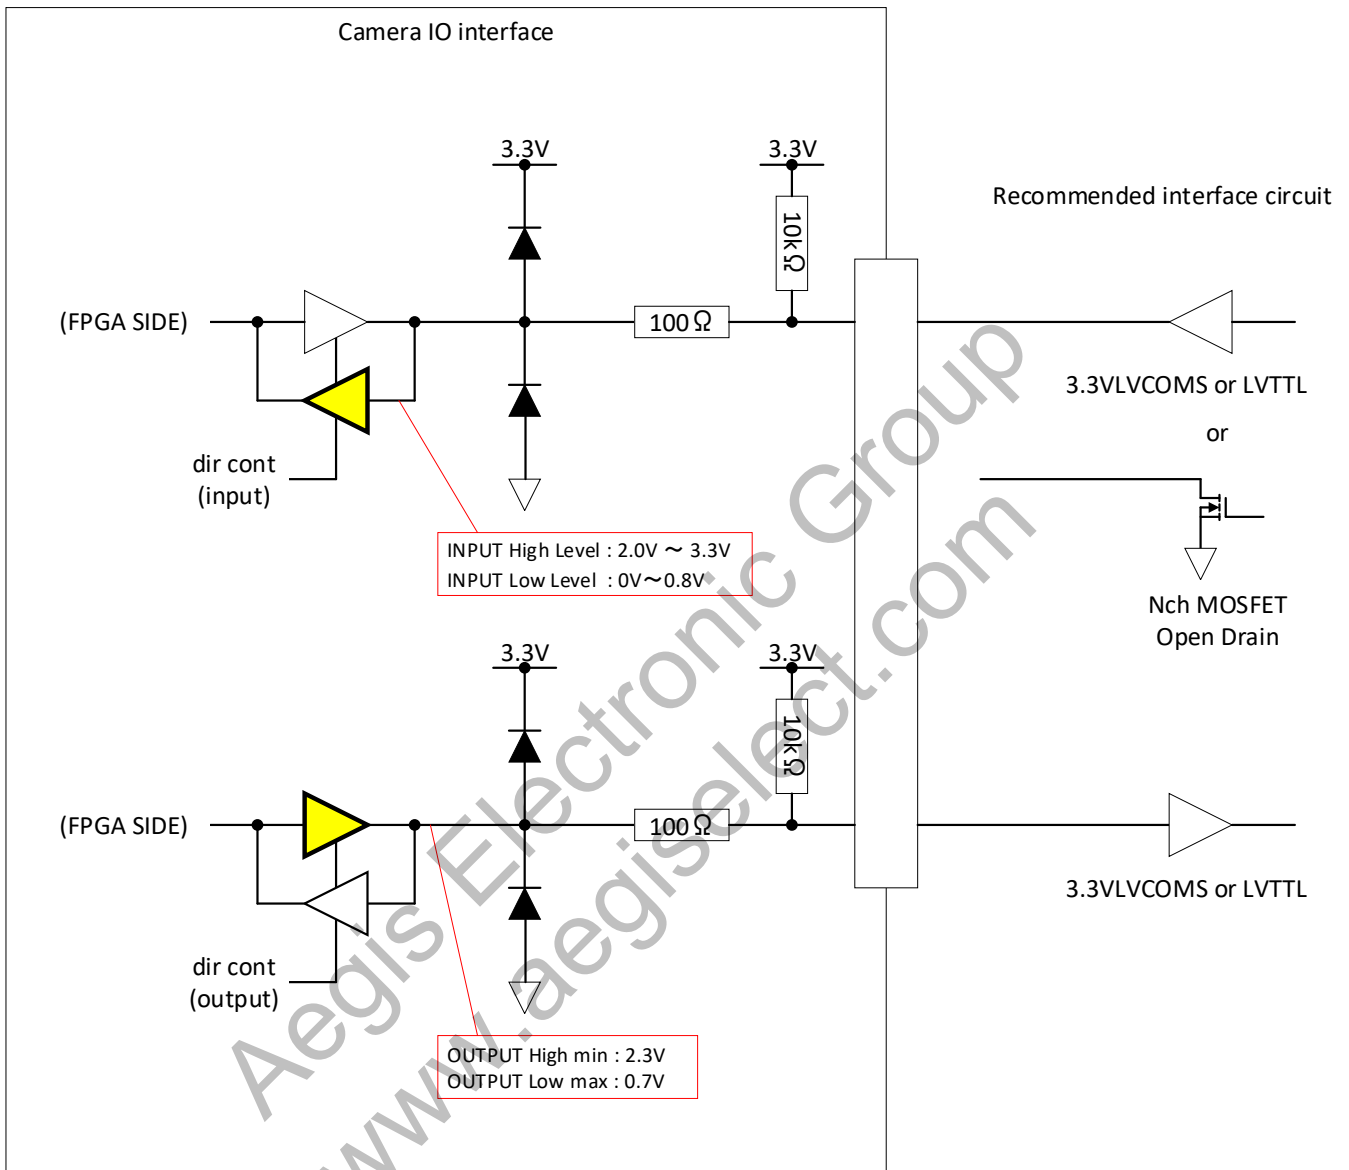 Camera IO interface
3.3V
3.3V
10kΩ
Recommended interface circuit
(FPGA SIDE)
100Ω
3.3VLVCOMS or LVTTL
or
dir cont
(input)
INPUT High Level : 2.0V ～ 3.3V
INPUT Low Level : 0V～0.8V
Nch MOSFET
Open Drain
3.3V
3.3V
10kΩ
(FPGA SIDE)
100Ω
3.3VLVCOMS or LVTTL
dir cont
(output)
OUTPUT High min : 2.3V
OUTPUT Low max : 0.7V
Aegis Electronic Group
www.aegiselect.com